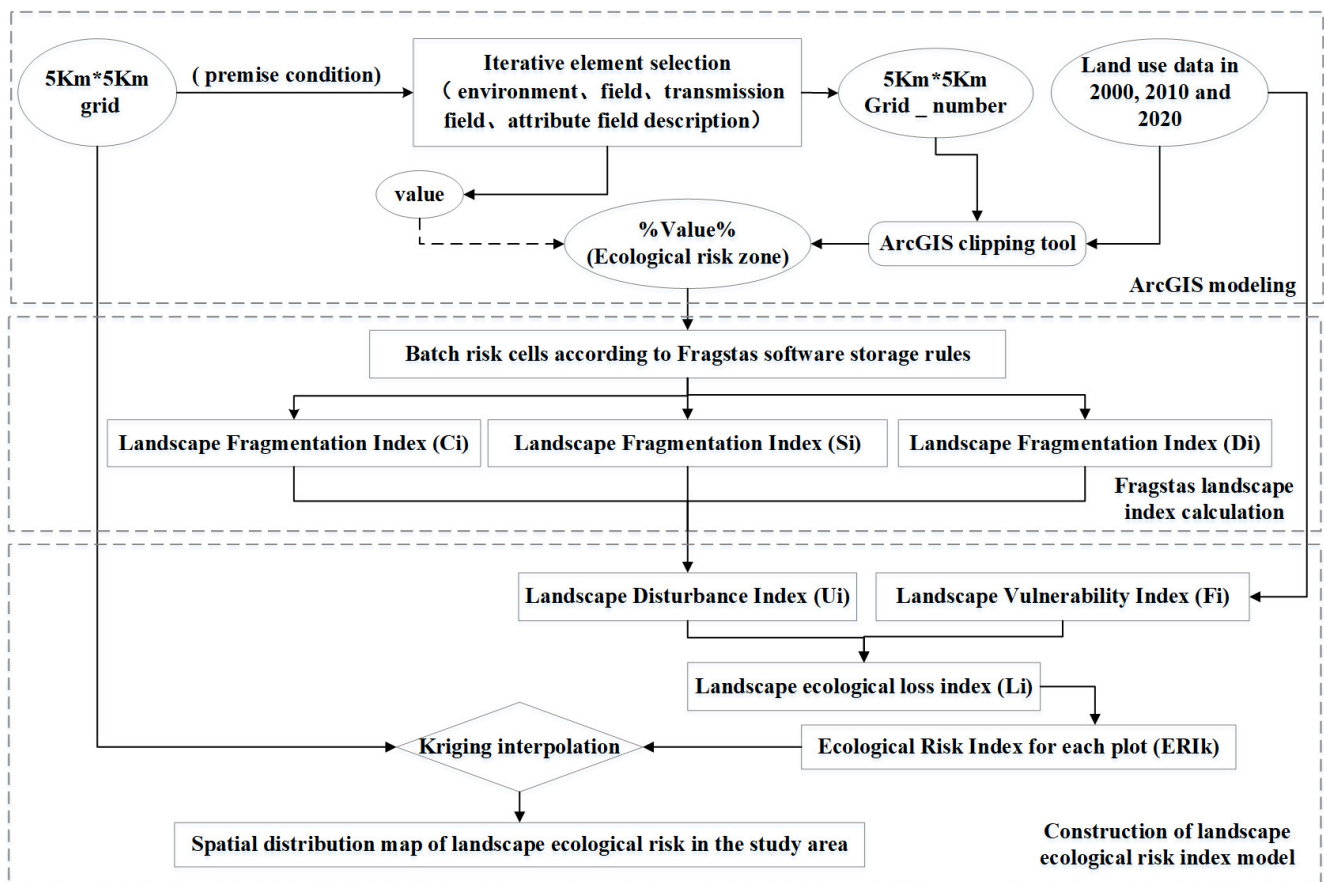 5Km*5Km
grid
( premise condition)
Iterative element selection
（ environment、field、transmission
field、attribute field description）
5Km*5Km
Grid _ number
Land use data in
2000, 2010 and
2020
value
%Value%
(Ecological risk zone)
ArcGIS clipping tool
ArcGIS modeling
Batch risk cells according to Fragstas software storage rules
Landscape Fragmentation Index (Ci)
Landscape Fragmentation Index (Si)
Landscape Fragmentation Index (Di)
Fragstas landscape
index calculation
Landscape Disturbance Index (Ui)
Landscape Vulnerability Index (Fi)
Landscape ecological loss index (Li)
Kriging interpolation
Ecological Risk Index for each plot (ERIk)
Spatial distribution map of landscape ecological risk in the study area
Construction of landscape
ecological risk index model